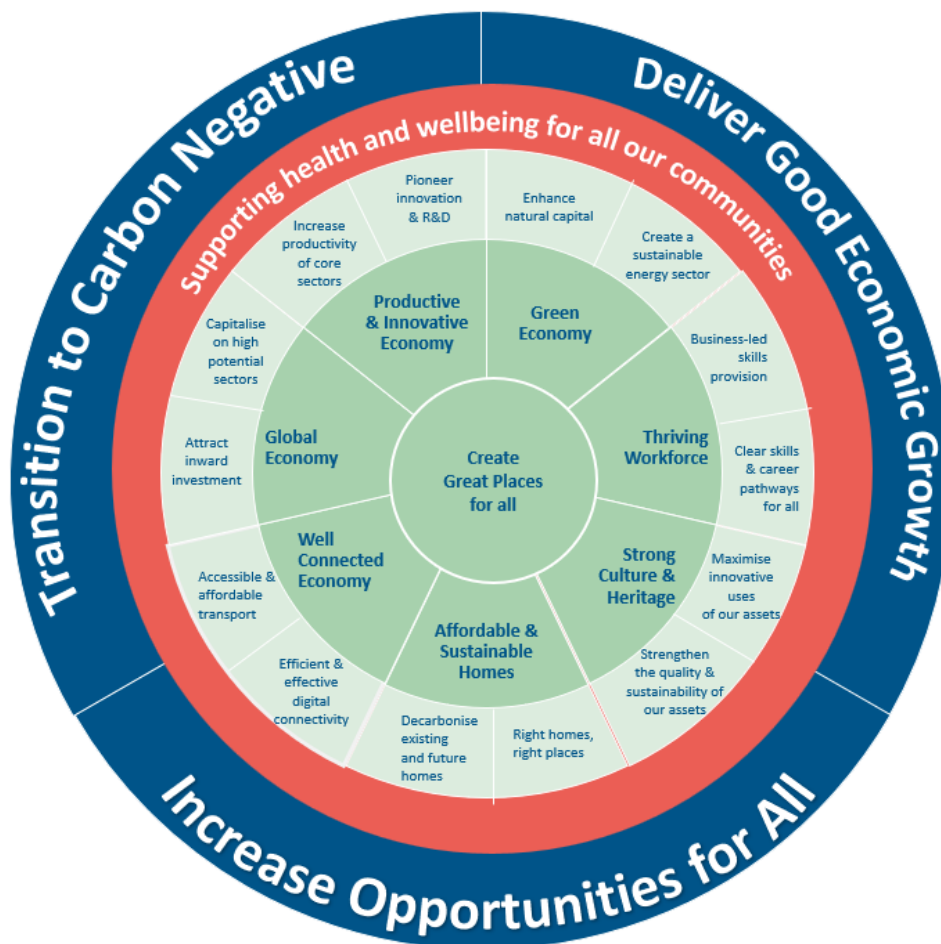 Transition to Carbon Negative
Deliver Good Economic Growth
Increase Opportunities for All
Supporting health and wellbeing for all our communities
Pioneer
innovation
& R&D
Enhance
natural capital
Create a
sustainable
energy sector
Business-led
skills
provision
Clear skills
& career
pathways
for all
Maximise
innovative
uses
of our assets
Strengthen
the quality &
sustainability of
our assets
Right homes,
right places
Decarbonise
existing
and future
homes
Efficient &
effective
digital
connectivity
Accessible &
affordable
transport
Attract
inward
investment
Capitalise
on high
potential
sectors
Increase
productivity
of core
sectors
Productive
& Innovative
Economy
Green
Economy
Thriving
Workforce
Strong
Culture &
Heritage
Affordable &
Sustainable
Homes
Well
Connected
Economy
Global
Economy
Create
Great Places
for all